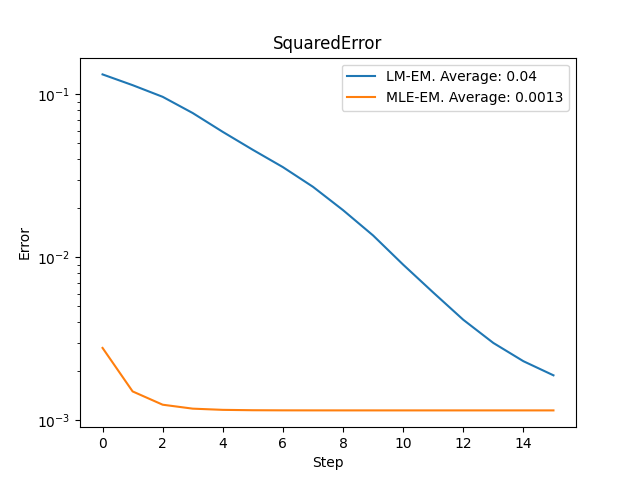 SquaredError
LM-EM. Average: 0.04
MLE-EM. Average: 0.0013
Error
10⁻¹
10⁻²
10⁻³
0 2 4 6 8 10 12 14
Step